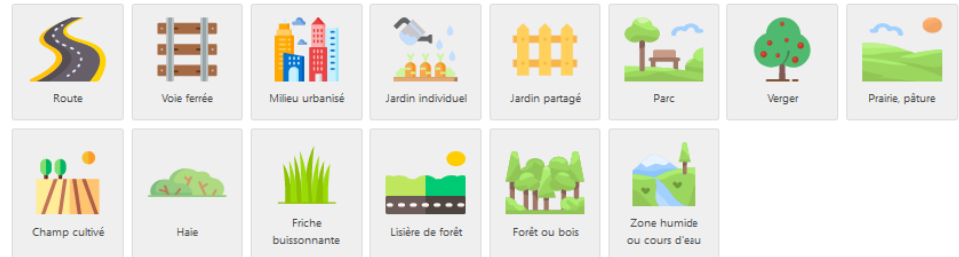 Route
Voie ferrée
Milieu urbanisé
Jardin individuel
Jardin partagé
Parc
Verger
Prairie, pâture
Champ cultivé
Haie
Friche
buissonnante
Lisière de forêt
Forêt ou bois
Zone humide
ou cours d'eau